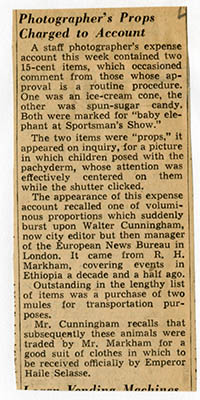 Photographer's Props
Charged to Account
A staff photographer's expense
account this week contained two
15-cent items, which occasioned
comment from those whose ap-
proval is a routine procedure.
One was an ice-cream cone, the
other was spun-sugar candy.
Both were marked for "baby ele-
phant at Sportsman's Show."
The two items were "props," it
appeared on inquiry, for a picture
in which children posed with the
pachyderm, whose attention was
effectively centered on them
while the shutter clicked.
The appearance of this expense
account recalled one of volumi-
nous proportions which suddenly
burst upon Walter Cunningham,
now city editor but then manager
of the European News Bureau in
London. It came from R. H.
Markham, covering events in
Ethiopia a decade and a half ago.
Outstanding in the lengthy list
of items was a purchase of two
mules for transportation pur-
poses.
Mr. Cunningham recalls that
subsequently these animals were
traded by Mr. Markham for a
good suit of clothes in which to
be received officially by Emperor
Haile Selasse.
Vending Machines